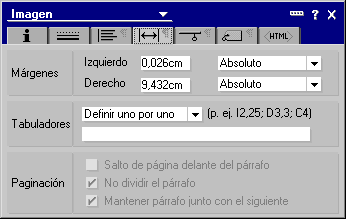 Imagen ? X
i <HTML>
Márgenes
Izquierdo 0,026cm Absoluto
Derecho 9,432cm Absoluto
Tabuladores Definir uno por uno (p. ej. I2,25; D3,3; C4)
Salto de página delante del párrafo
Paginación No dividir el párrafo
Mantener párrafo junto con el siguiente